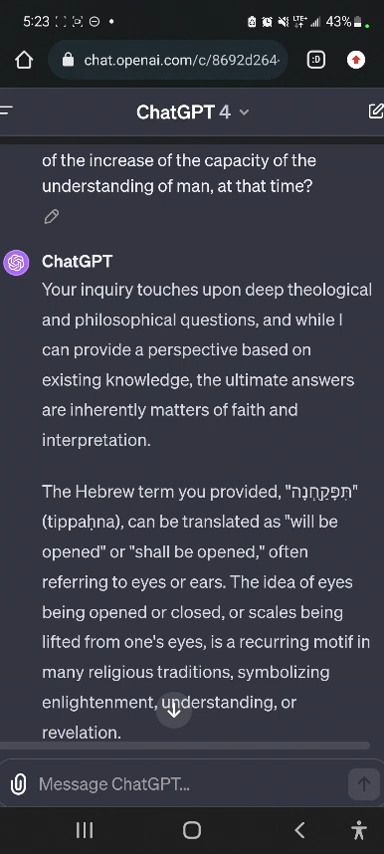 5:23
LTE+
43%
chat.openai.com/c/8692d264-
:D
ChatGPT 4
of the increase of the capacity of the
understanding of man, at that time?
ChatGPT
Your inquiry touches upon deep theological
and philosophical questions, and while I
can provide a perspective based on
existing knowledge, the ultimate answers
are inherently matters of faith and
interpretation.
The Hebrew term you provided, "תִּפָּקַחְנָה"
(tippaḥna), can be translated as "will be
opened" or "shall be opened," often
referring to eyes or ears. The idea of eyes
being opened or closed, or scales being
lifted from one's eyes, is a recurring motif in
many religious traditions, symbolizing
enlightenment, understanding, or
revelation.
Message ChatGPT...